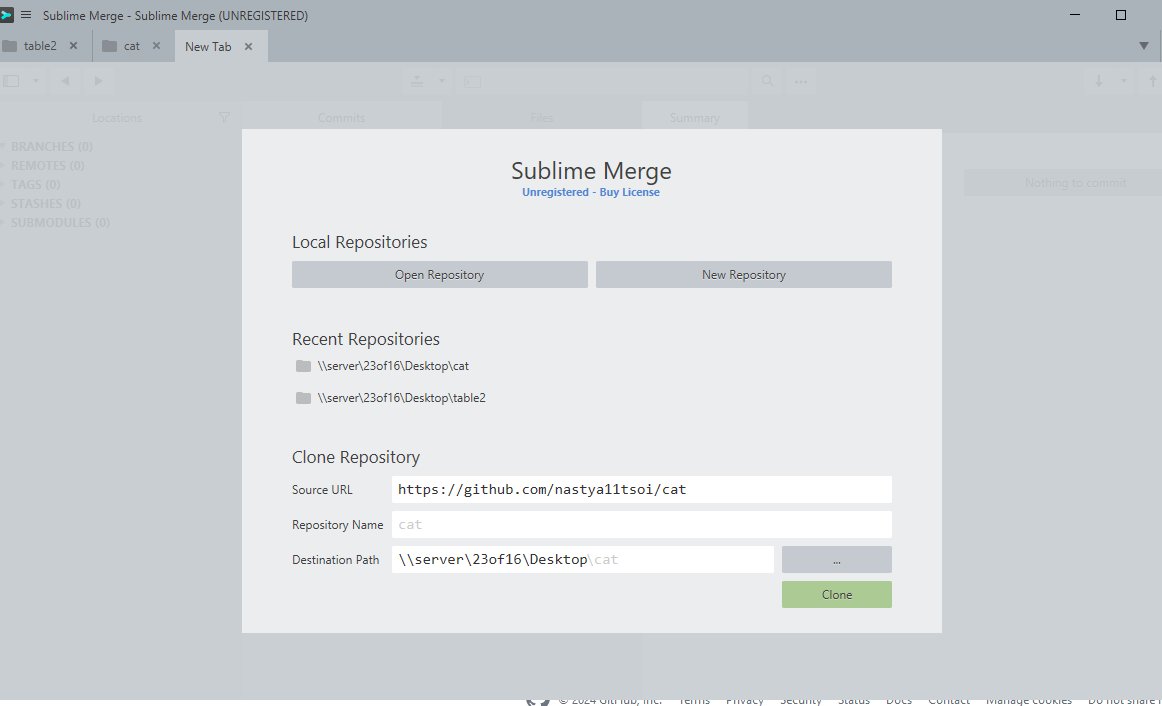 Sublime Merge - Sublime Merge (UNREGISTERED)
table2
cat
New Tab
Locations
Commits
Files
Summary
BRANCHES (0)
REMOTES (0)
TAGS (0)
STASHES (0)
SUBMODULES (0)
Nothing to commit
Sublime Merge
Unregistered - Buy License
Local Repositories
Open Repository
New Repository
Recent Repositories
\\server\23of16\Desktop\cat
\\server\23of16\Desktop\table2
Clone Repository
Source URL https://github.com/nastya11tsoi/cat
Repository Name cat
Destination Path \\server\23of16\Desktop\cat ...
Clone
© 2024 GitHub, Inc. Terms Privacy Security Status Docs Contact Manage cookies Do not share